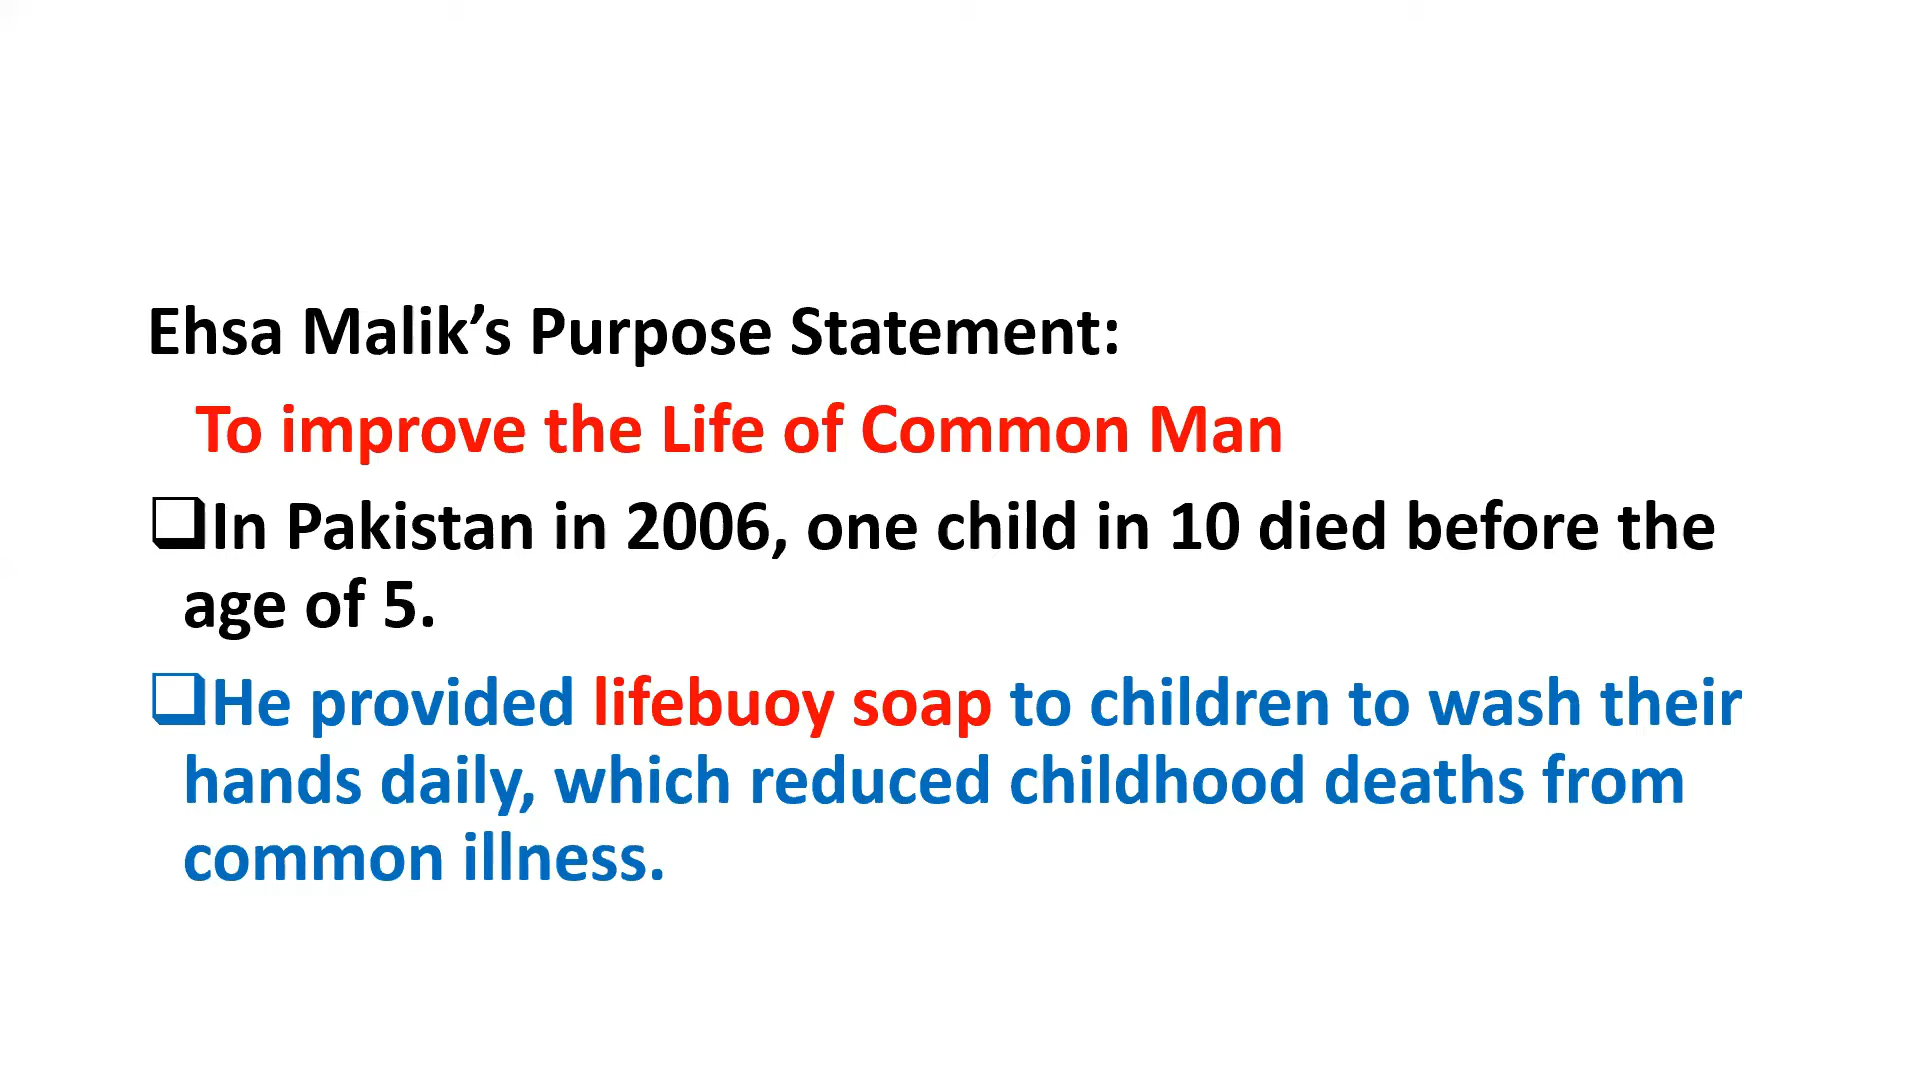 Ehsa Malik’s Purpose Statement:
To improve the Life of Common Man
❑In Pakistan in 2006, one child in 10 died before the
age of 5.
❑He provided lifebuoy soap to children to wash their
hands daily, which reduced childhood deaths from
common illness.